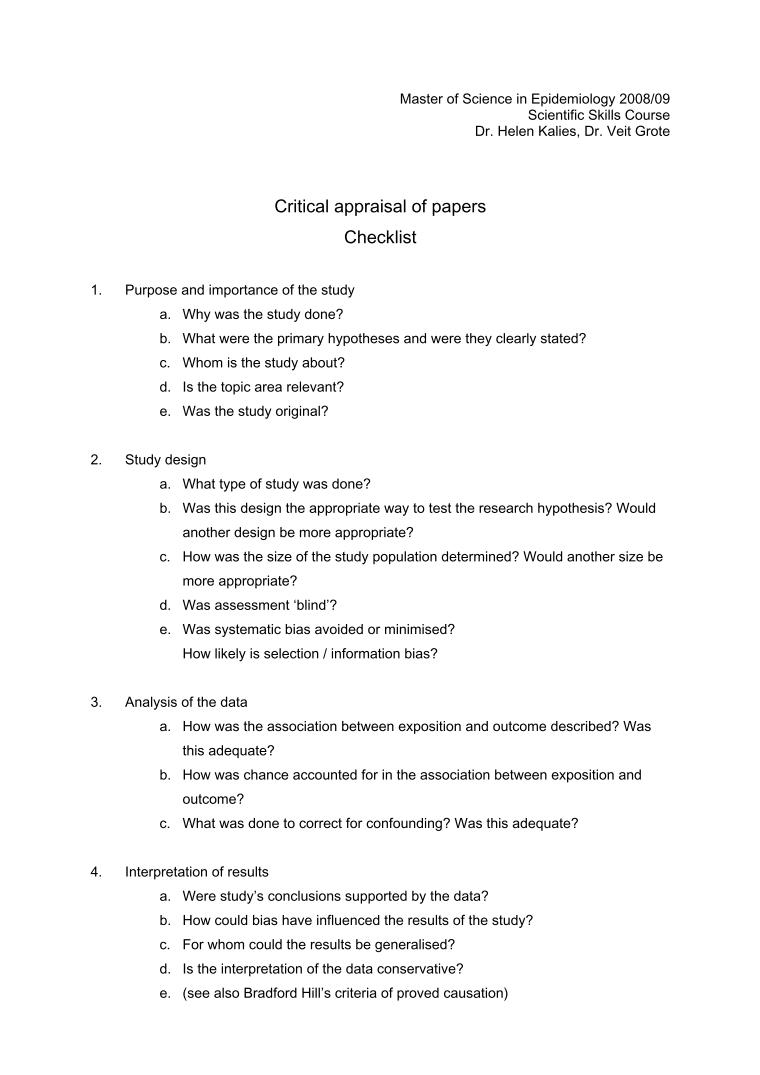 Master of Science in Epidemiology 2008/09
Scientific Skills Course
Dr. Helen Kalies, Dr. Veit Grote
Critical appraisal of papers
Checklist
1. Purpose and importance of the study
a. Why was the study done?
b. What were the primary hypotheses and were they clearly stated?
c. Whom is the study about?
d. Is the topic area relevant?
e. Was the study original?
2. Study design
a. What type of study was done?
b. Was this design the appropriate way to test the research hypothesis? Would
another design be more appropriate?
c. How was the size of the study population determined? Would another size be
more appropriate?
d. Was assessment ‘blind’?
e. Was systematic bias avoided or minimised?
How likely is selection / information bias?
3. Analysis of the data
a. How was the association between exposition and outcome described? Was
this adequate?
b. How was chance accounted for in the association between exposition and
outcome?
c. What was done to correct for confounding? Was this adequate?
4. Interpretation of results
a. Were study’s conclusions supported by the data?
b. How could bias have influenced the results of the study?
c. For whom could the results be generalised?
d. Is the interpretation of the data conservative?
e. (see also Bradford Hill’s criteria of proved causation)